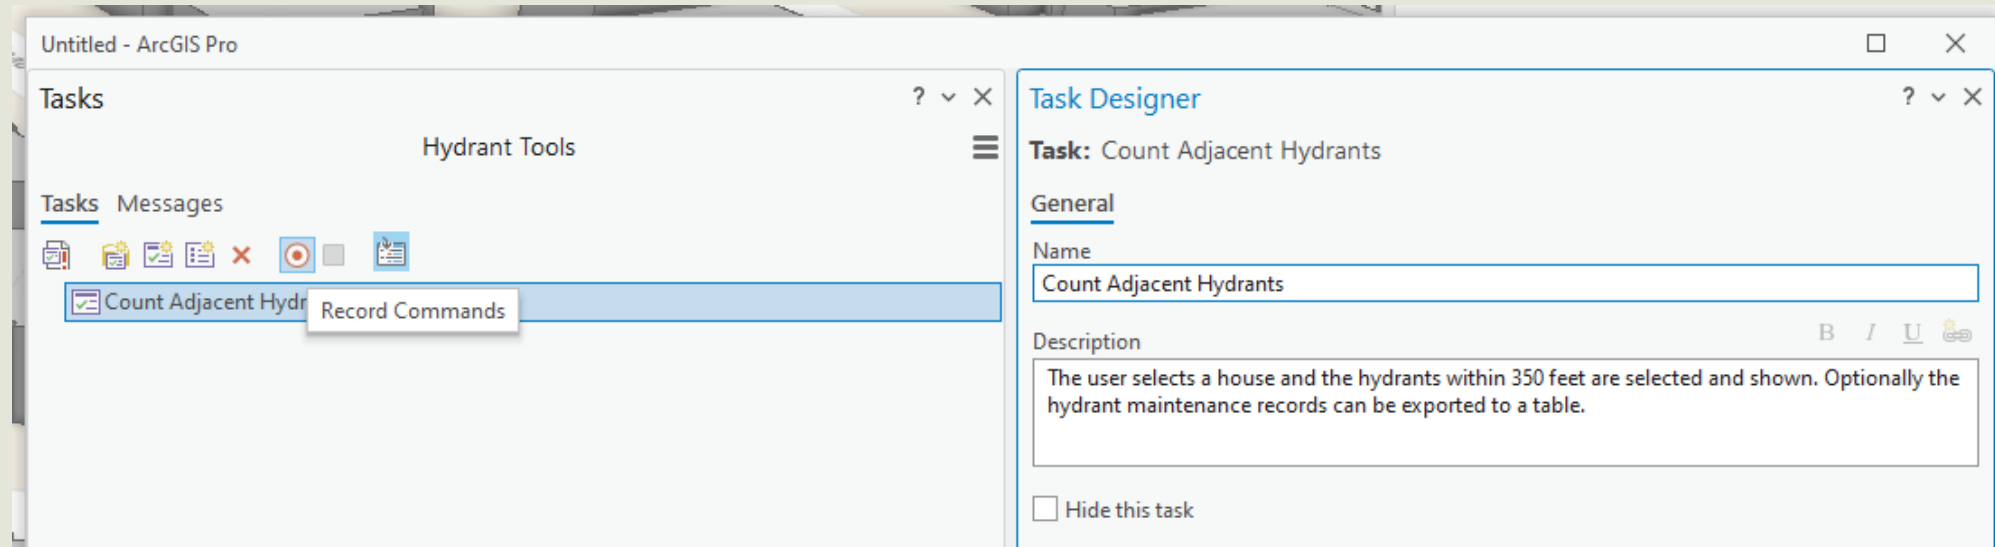 Untitled - ArcGIS Pro
Tasks
Hydrant Tools
Tasks Messages
Count Adjacent Hydr
Record Commands
Task Designer
Task: Count Adjacent Hydrants
General
Name
Count Adjacent Hydrants
Description
B I U
The user selects a house and the hydrants within 350 feet are selected and shown. Optionally the
hydrant maintenance records can be exported to a table.
Hide this task